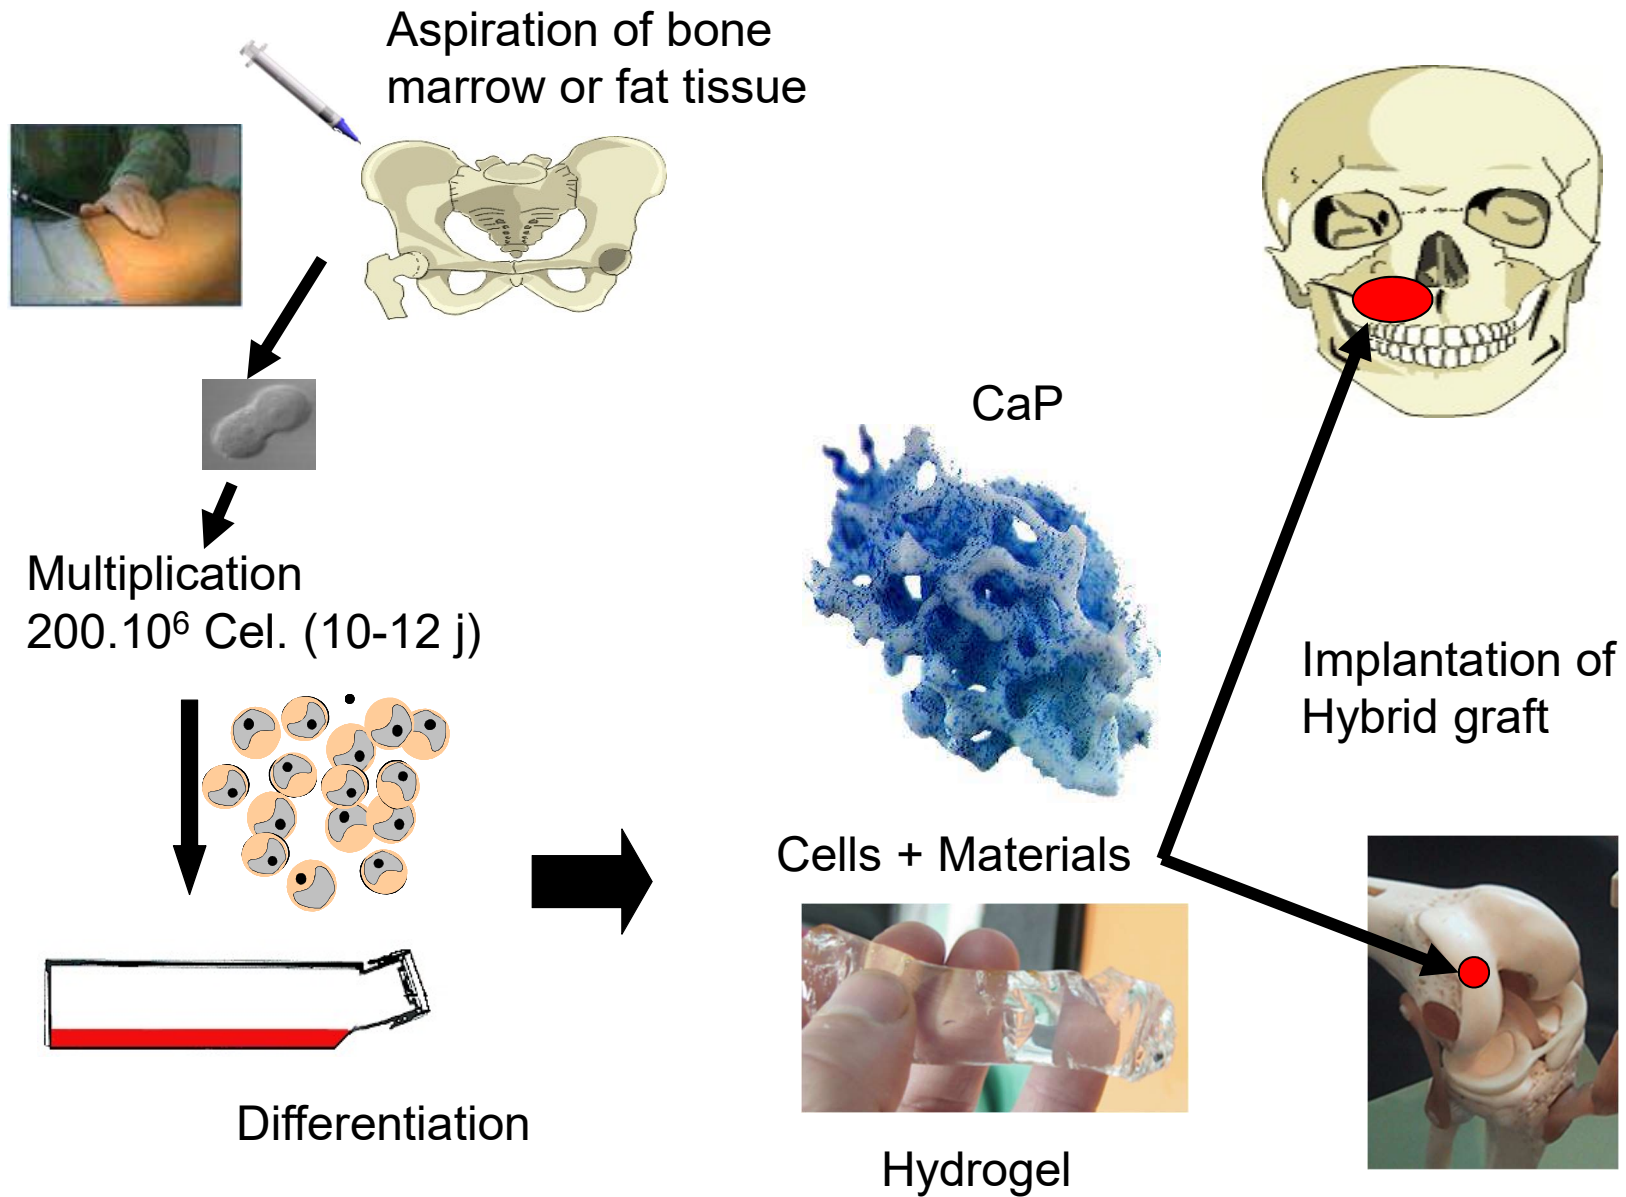 Aspiration of bone
marrow or fat tissue
Multiplication
200.10⁶ Cel. (10-12 j)
Differentiation
CaP
Cells + Materials
Hydrogel
Implantation of
Hybrid graft